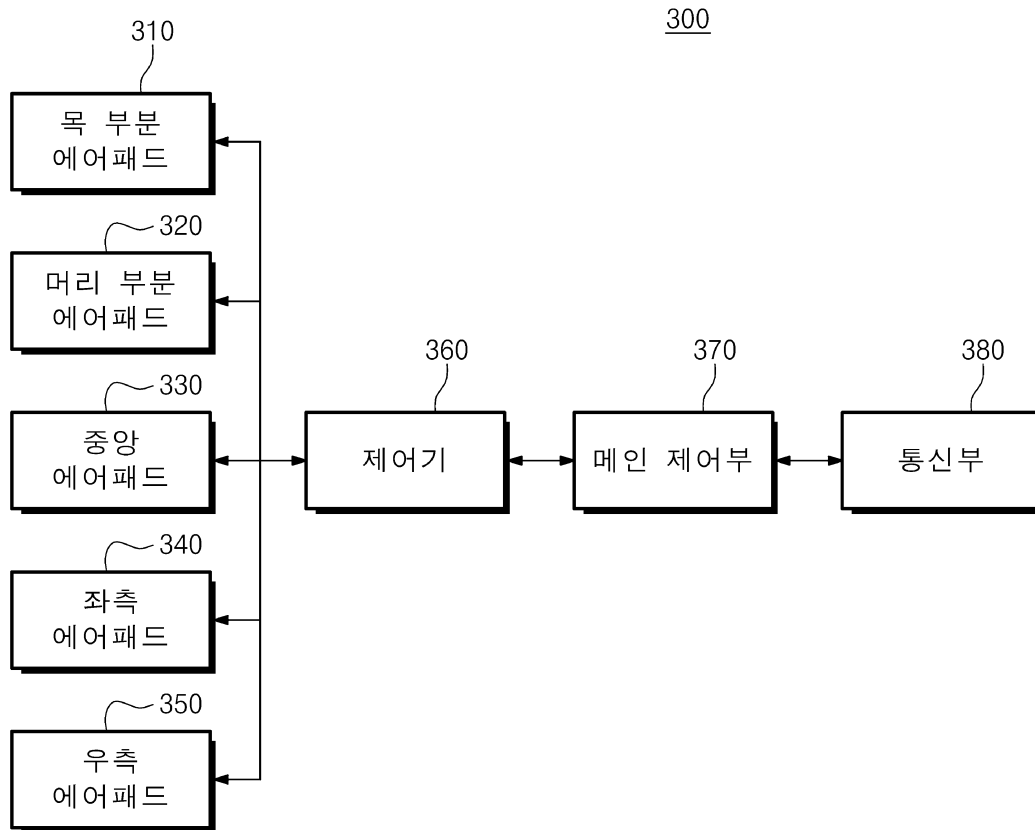 300
310
목 부분
에어패드
320
머리 부분
에어패드
330
중앙
에어패드
340
좌측
에어패드
350
우측
에어패드
360
제어기
370
메인 제어부
380
통신부